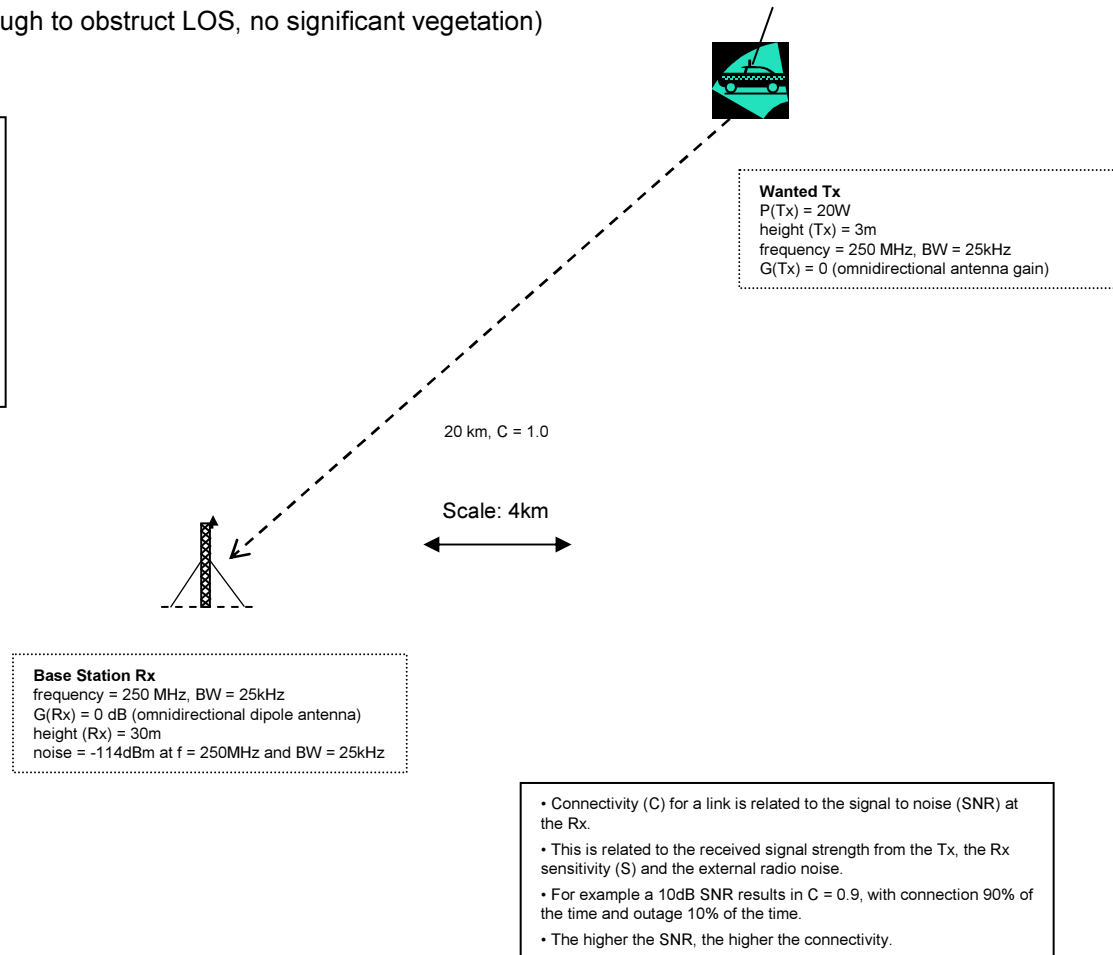 ugh to obstruct LOS, no significant vegetation)
Wanted Tx
P(Tx) = 20W
height (Tx) = 3m
frequency = 250 MHz, BW = 25kHz
G(Tx) = 0 (omnidirectional antenna gain)
20 km, C = 1.0
Scale: 4km
Base Station Rx
frequency = 250 MHz, BW = 25kHz
G(Rx) = 0 dB (omnidirectional dipole antenna)
height (Rx) = 30m
noise = -114dBm at f = 250MHz and BW = 25kHz
• Connectivity (C) for a link is related to the signal to noise (SNR) at
the Rx.
• This is related to the received signal strength from the Tx, the Rx
sensitivity (S) and the external radio noise.
• For example a 10dB SNR results in C = 0.9, with connection 90% of
the time and outage 10% of the time.
• The higher the SNR, the higher the connectivity.